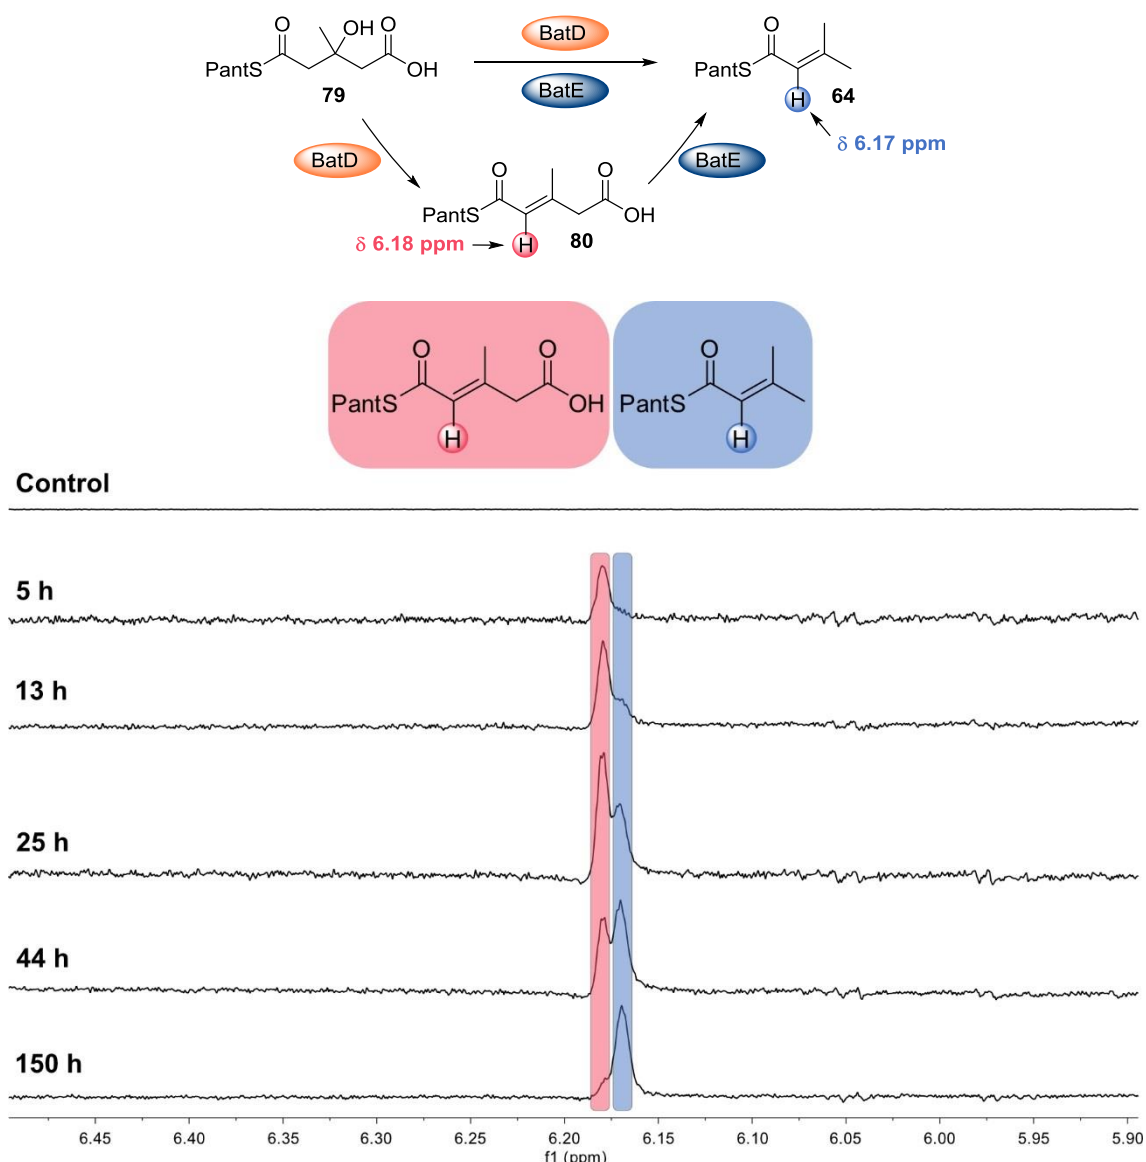 O OH O
BatD
O
PantS OH
BatE
PantS
79
H 64
BatD
δ 6.17 ppm
O O
BatE
PantS OH
δ 6.18 ppm H 80
O O O
PantS OH PantS
H H
Control
5 h
13 h
25 h
44 h
150 h
6.45 6.40 6.35 6.30 6.25 6.20 6.15 6.10 6.05 6.00 5.95 5.90
f1 (ppm)